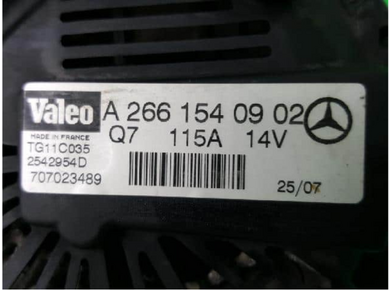 Valeo A 266 154 09 02
MADE IN FRANCE Q7 115A 14V
TG11C035
2542954D
707023489 25/07